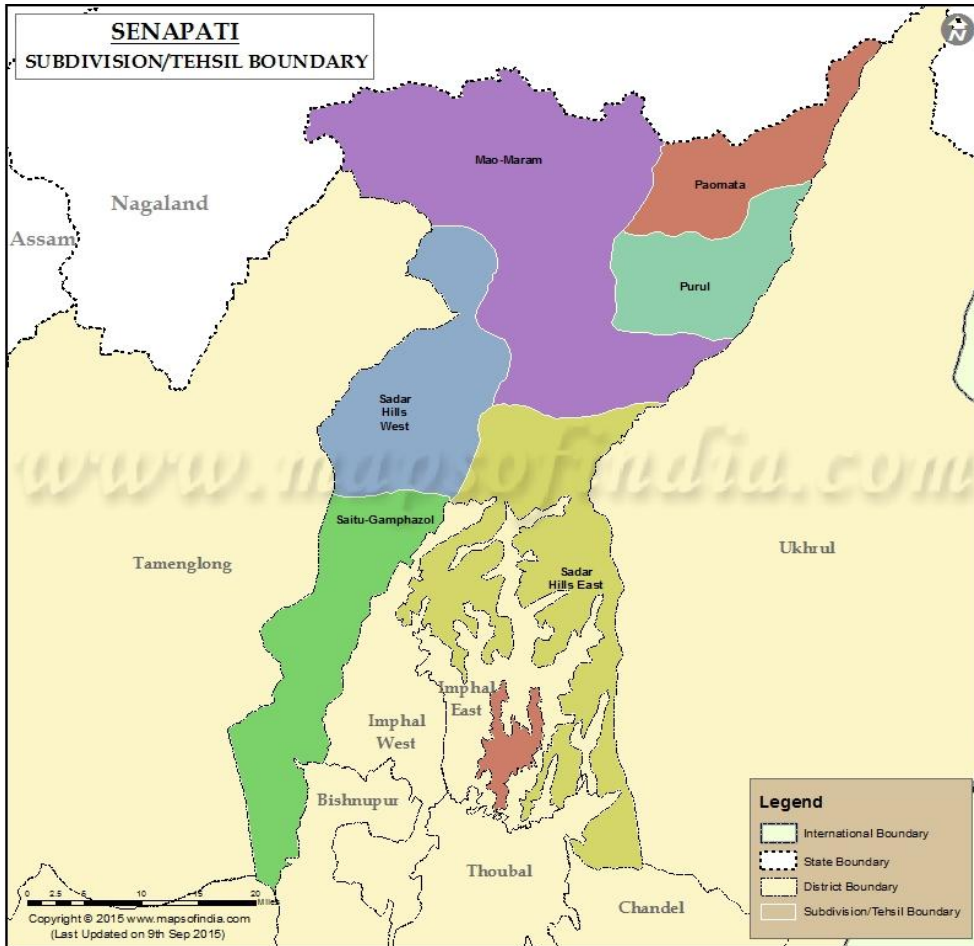 SENAPATI
SUBDIVISION/TEHSIL BOUNDARY
N
Mao-Maram
Paomata
Nagaland
Assam
Purul
Sadar
Hills
West
www.mapsofindia.com
Saitu-Gamphazol
Tamenglong
Ukhrul
Sadar
Hills East
Imphal
East
Imphal
West
Bishnupur
Thoubal
Chandel
Legend
International Boundary
State Boundary
District Boundary
Subdivision/Tehsil Boundary
0 2.5 5 10 15 20
Miles
Copyright © 2015 www.mapsofindia.com
(Last Updated on 9th Sep 2015)